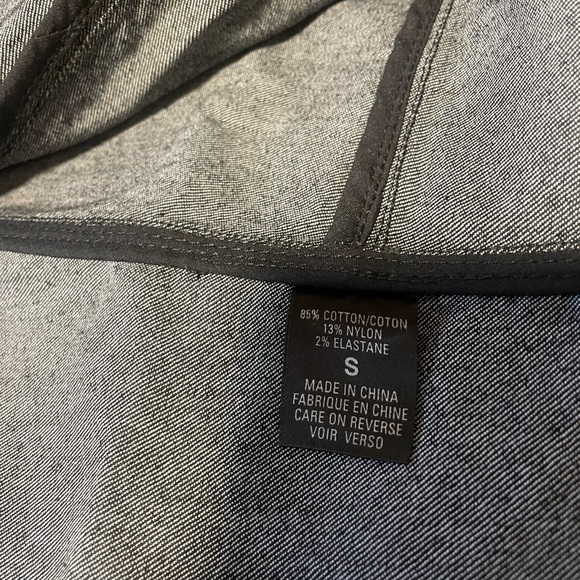 85% COTTON/COTON
13% NYLON
2% ELASTANE
S
MADE IN CHINA
FABRIQUE EN CHINE
CARE ON REVERSE
VOIR VERSO